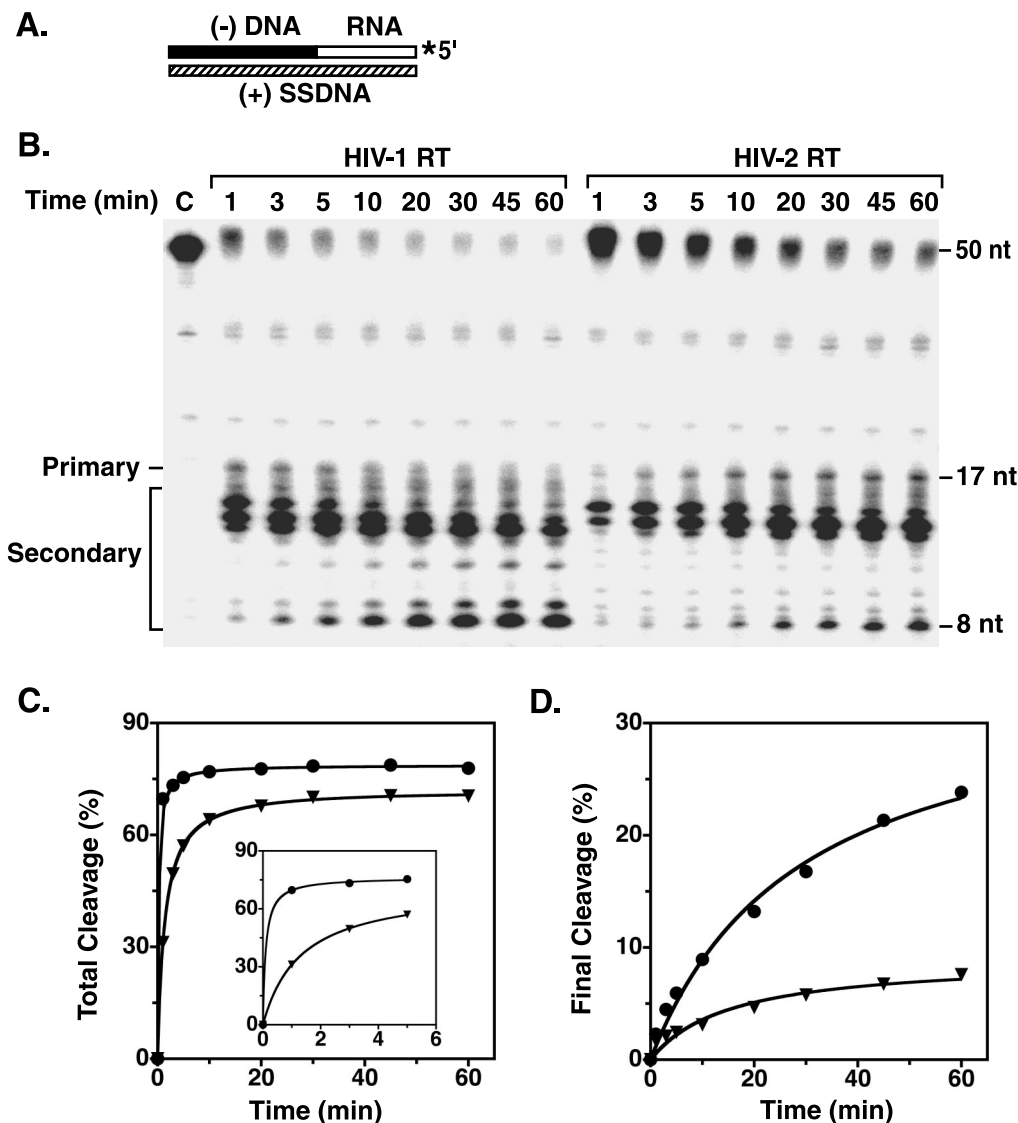 A.
(-) DNA RNA
*5'
(+) SSDNA
B.
HIV-1 RT HIV-2 RT
Time (min) C 1 3 5 10 20 30 45 60 1 3 5 10 20 30 45 60
50 nt
Primary
17 nt
Secondary
8 nt
C.
90
60
30
0
Total Cleavage (%)
90
75
60
30
0
0 2 4 6
0 20 40 60
Time (min)
D.
30
20
10
0
Final Cleavage (%)
0 20 40 60
Time (min)